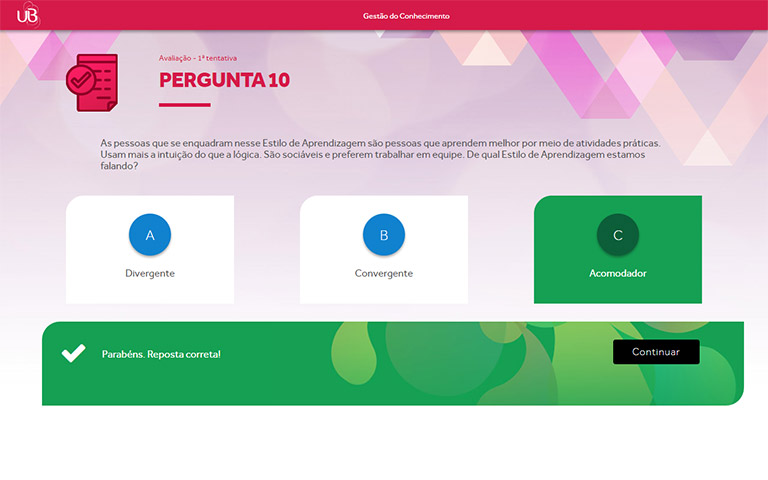 UB
Gestão do Conhecimento
Avaliação - 1ª tentativa
PERGUNTA 10
As pessoas que se enquadram nesse Estilo de Aprendizagem são pessoas que aprendem melhor por meio de atividades práticas.
Usam mais a intuição do que a lógica. São sociáveis e preferem trabalhar em equipe. De qual Estilo de Aprendizagem estamos
falando?
A
Divergente
B
Convergente
C
Acomodador
Parabéns. Reposta correta!
Continuar